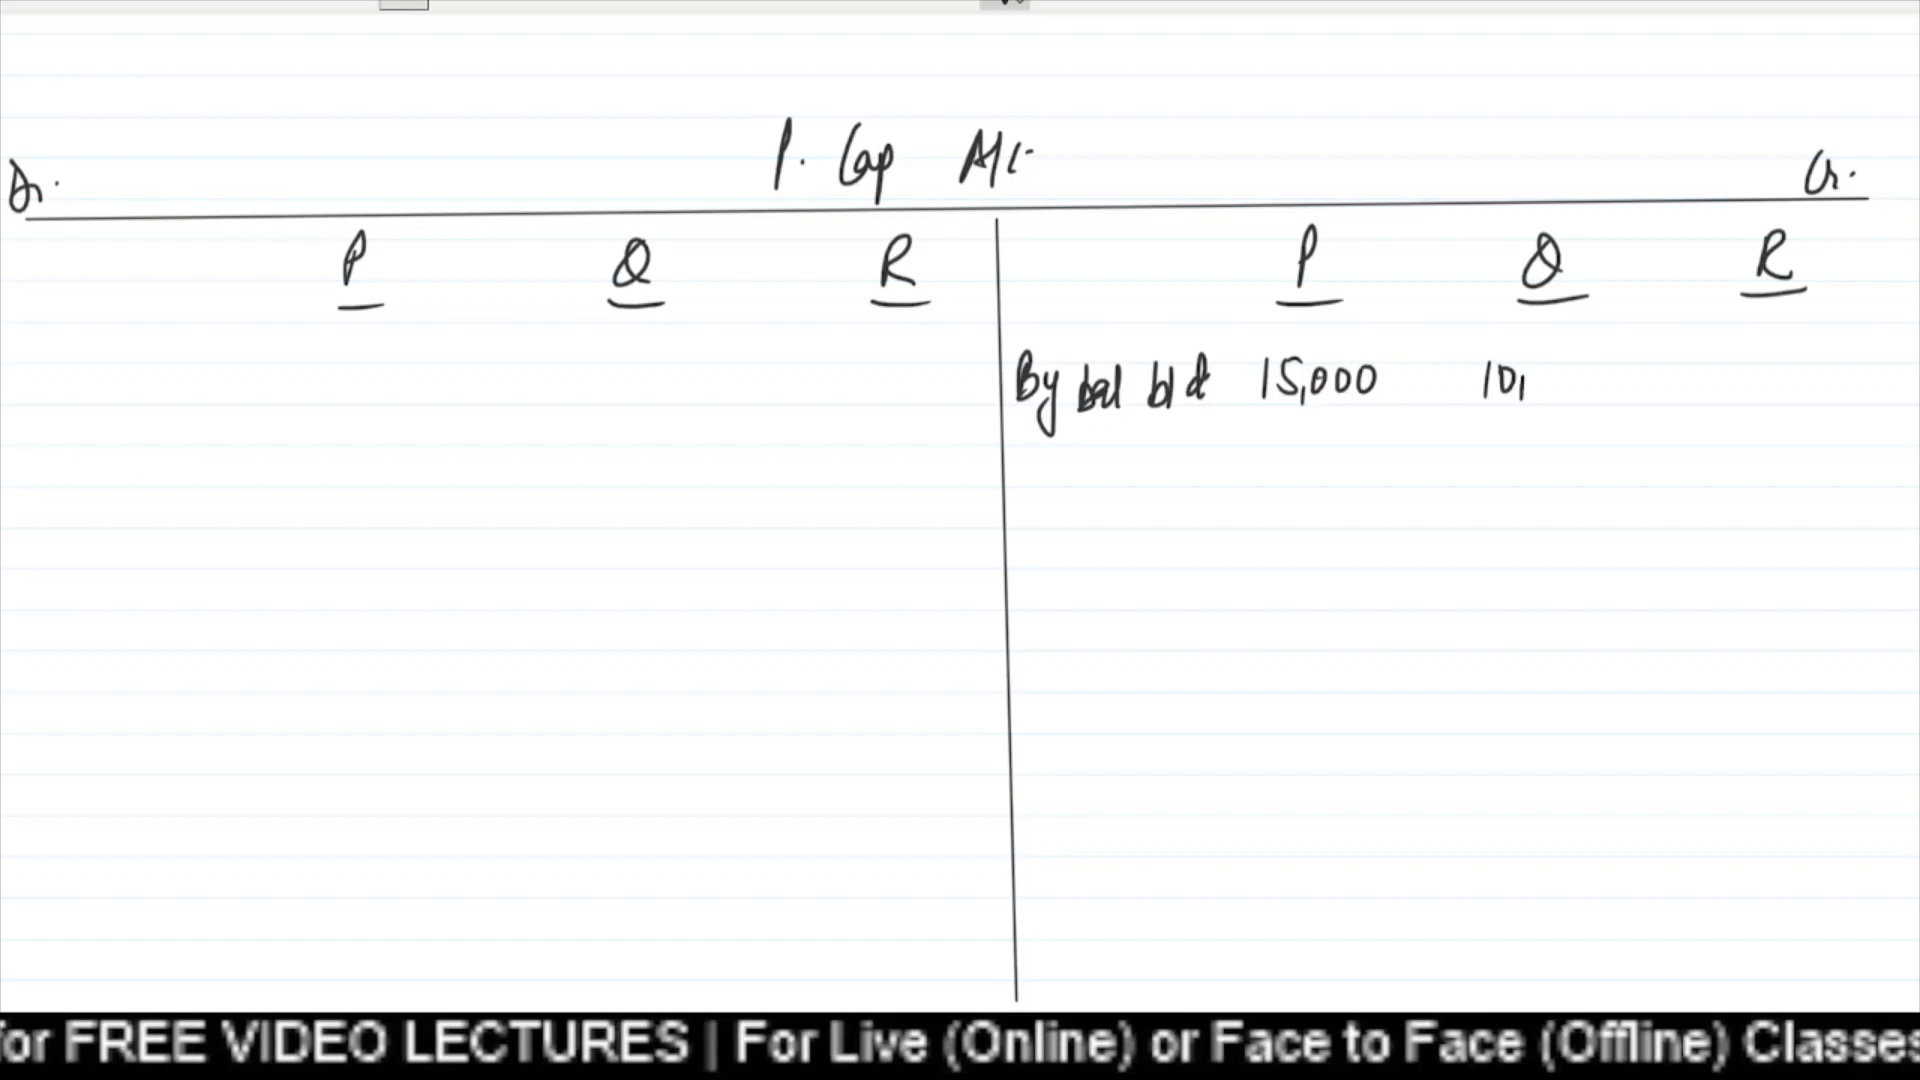 P. Cap A/c
Dr. Cr.
P Q R P Q R
By bal b/d 15,000 10,
for FREE VIDEO LECTURES | For Live (Online) or Face to Face (Offline) Classes